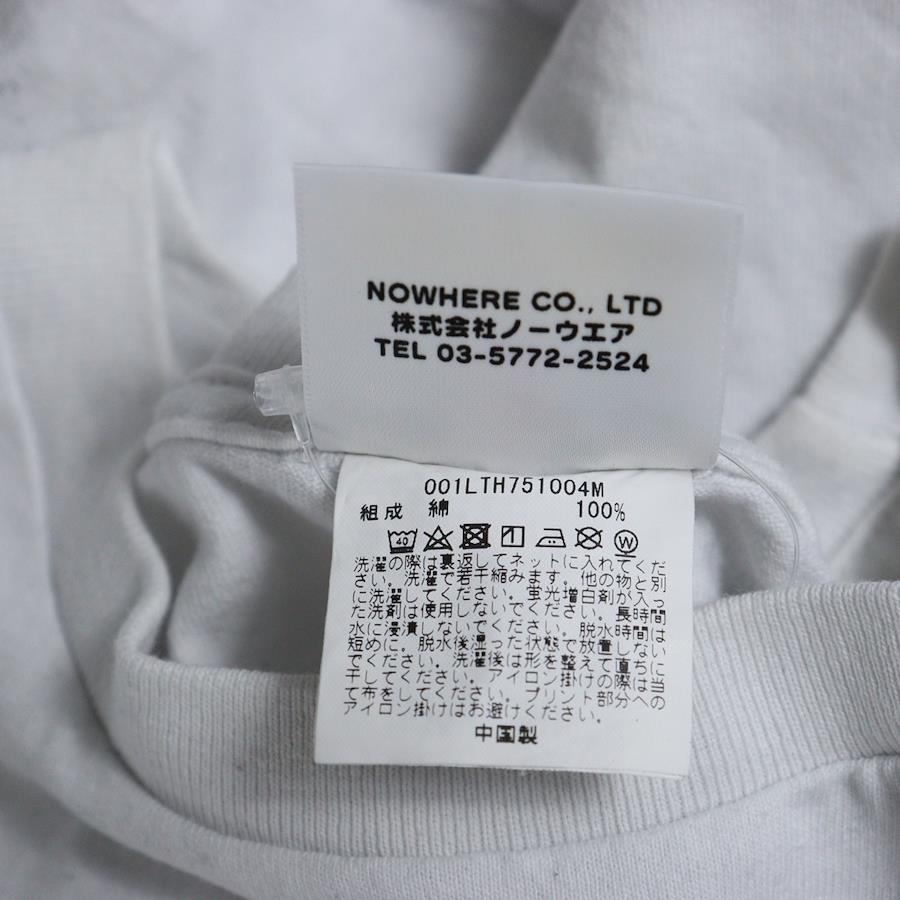 NOWHERE CO., LTD
株式会社ノーウエア
TEL 03-5772-2524
001LTH751004M
組成 綿 100%
40 W
洗濯の際は裏返してネットに入れてくだ
さい。洗濯で若干縮みます。他の物と別
に洗濯してください。蛍光増白剤が入っ
た洗剤は使用しないでください。長時間
水に浸漬しないでください。脱水時間は
短めに。脱水後湿った状態で放置しない
でください。洗濯後は形を整えて直ちに
干してください。アイロン掛けの際は当
て布をしてください。プリント部分への
アイロン掛けはお避けください。
中国製